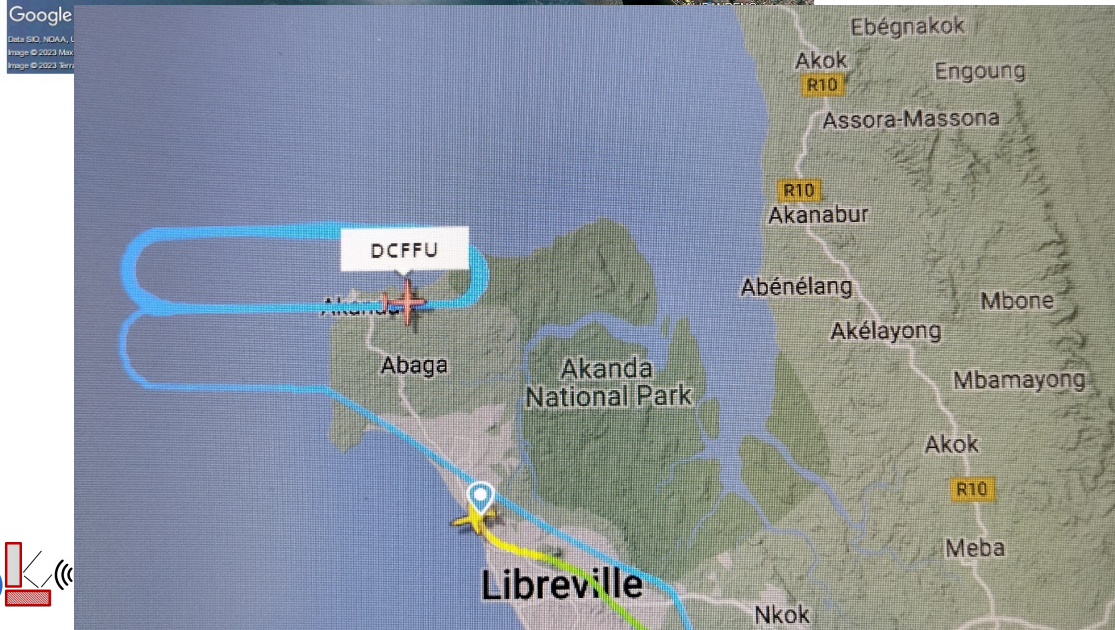 Google
Data SIO, NOAA, U
Image © 2023 Max
Image © 2023 Terra
Ebégnakok
Akok
R10
Engoung
Assora-Massona
R10
Akanabur
DCFFU
Abénélang
Mbone
Akanda
Akélayong
Abaga
Akanda
National Park
Mbamayong
Akok
R10
Meba
Libreville
Nkok